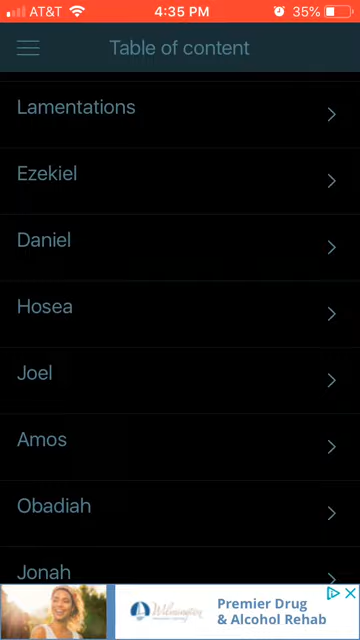 AT&T 4:35 PM 35%
Table of content
Lamentations
Ezekiel
Daniel
Hosea
Joel
Amos
Obadiah
Jonah
Wilmington
Premier Drug
& Alcohol Rehab